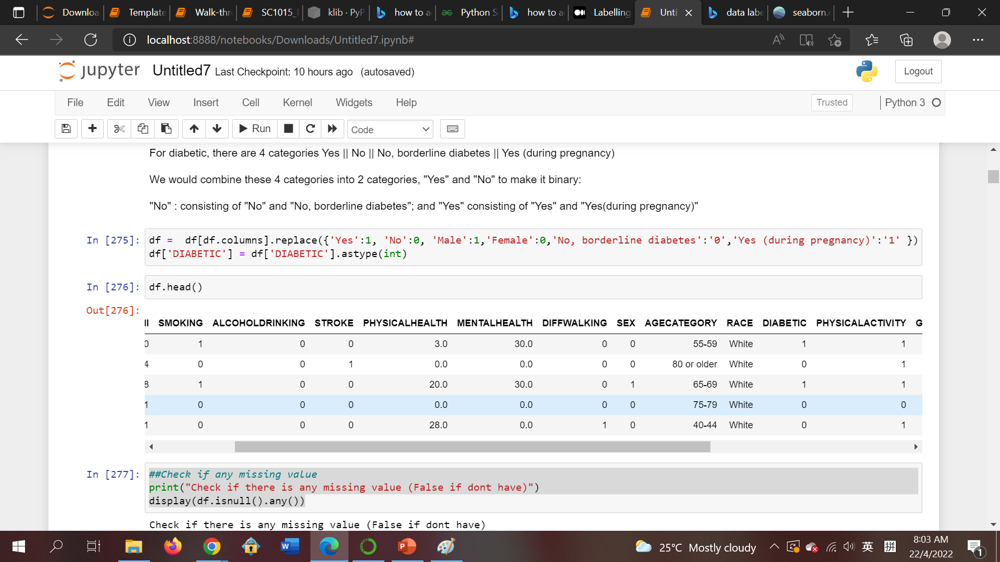 Downloa
Template
Walk-thr
SC1015_
klib · PyP
how to a
Python S
how to a
Labelling
Unti
data labe
seaborn.
localhost:8888/notebooks/Downloads/Untitled7.ipynb#
jupyter Untitled7 Last Checkpoint: 10 hours ago (autosaved)
Logout
File Edit View Insert Cell Kernel Widgets Help
Trusted
Python 3
Run
Code
For diabetic, there are 4 categories Yes || No || No, borderline diabetes || Yes (during pregnancy)
We would combine these 4 categories into 2 categories, "Yes" and "No" to make it binary:
"No" : consisting of "No" and "No, borderline diabetes"; and "Yes" consisting of "Yes" and "Yes(during pregnancy)"
In [275]: df =  df[df.columns].replace({'Yes':1, 'No':0, 'Male':1,'Female':0,'No, borderline diabetes':'0','Yes (during pregnancy)':'1' })
df['DIABETIC'] = df['DIABETIC'].astype(int)
In [276]: df.head()
Out[276]:
MI SMOKING ALCOHOLDRINKING STROKE PHYSICALHEALTH MENTALHEALTH DIFFWALKING SEX AGECATEGORY RACE DIABETIC PHYSICALACTIVITY G
0 1 0 0 3.0 30.0 0 0 55-59 White 1 1
4 0 0 1 0.0 0.0 0 0 80 or older White 0 1
8 1 0 0 20.0 30.0 0 1 65-69 White 1 1
1 0 0 0 0.0 0.0 0 0 75-79 White 0 0
1 0 0 0 28.0 0.0 1 0 40-44 White 0 1
In [277]: ##Check if any missing value
print("Check if there is any missing value (False if dont have)")
display(df.isnull().any())
Check if there is any missing value (False if dont have)
25°C Mostly cloudy
英
拼
8:03 AM
22/4/2022
1